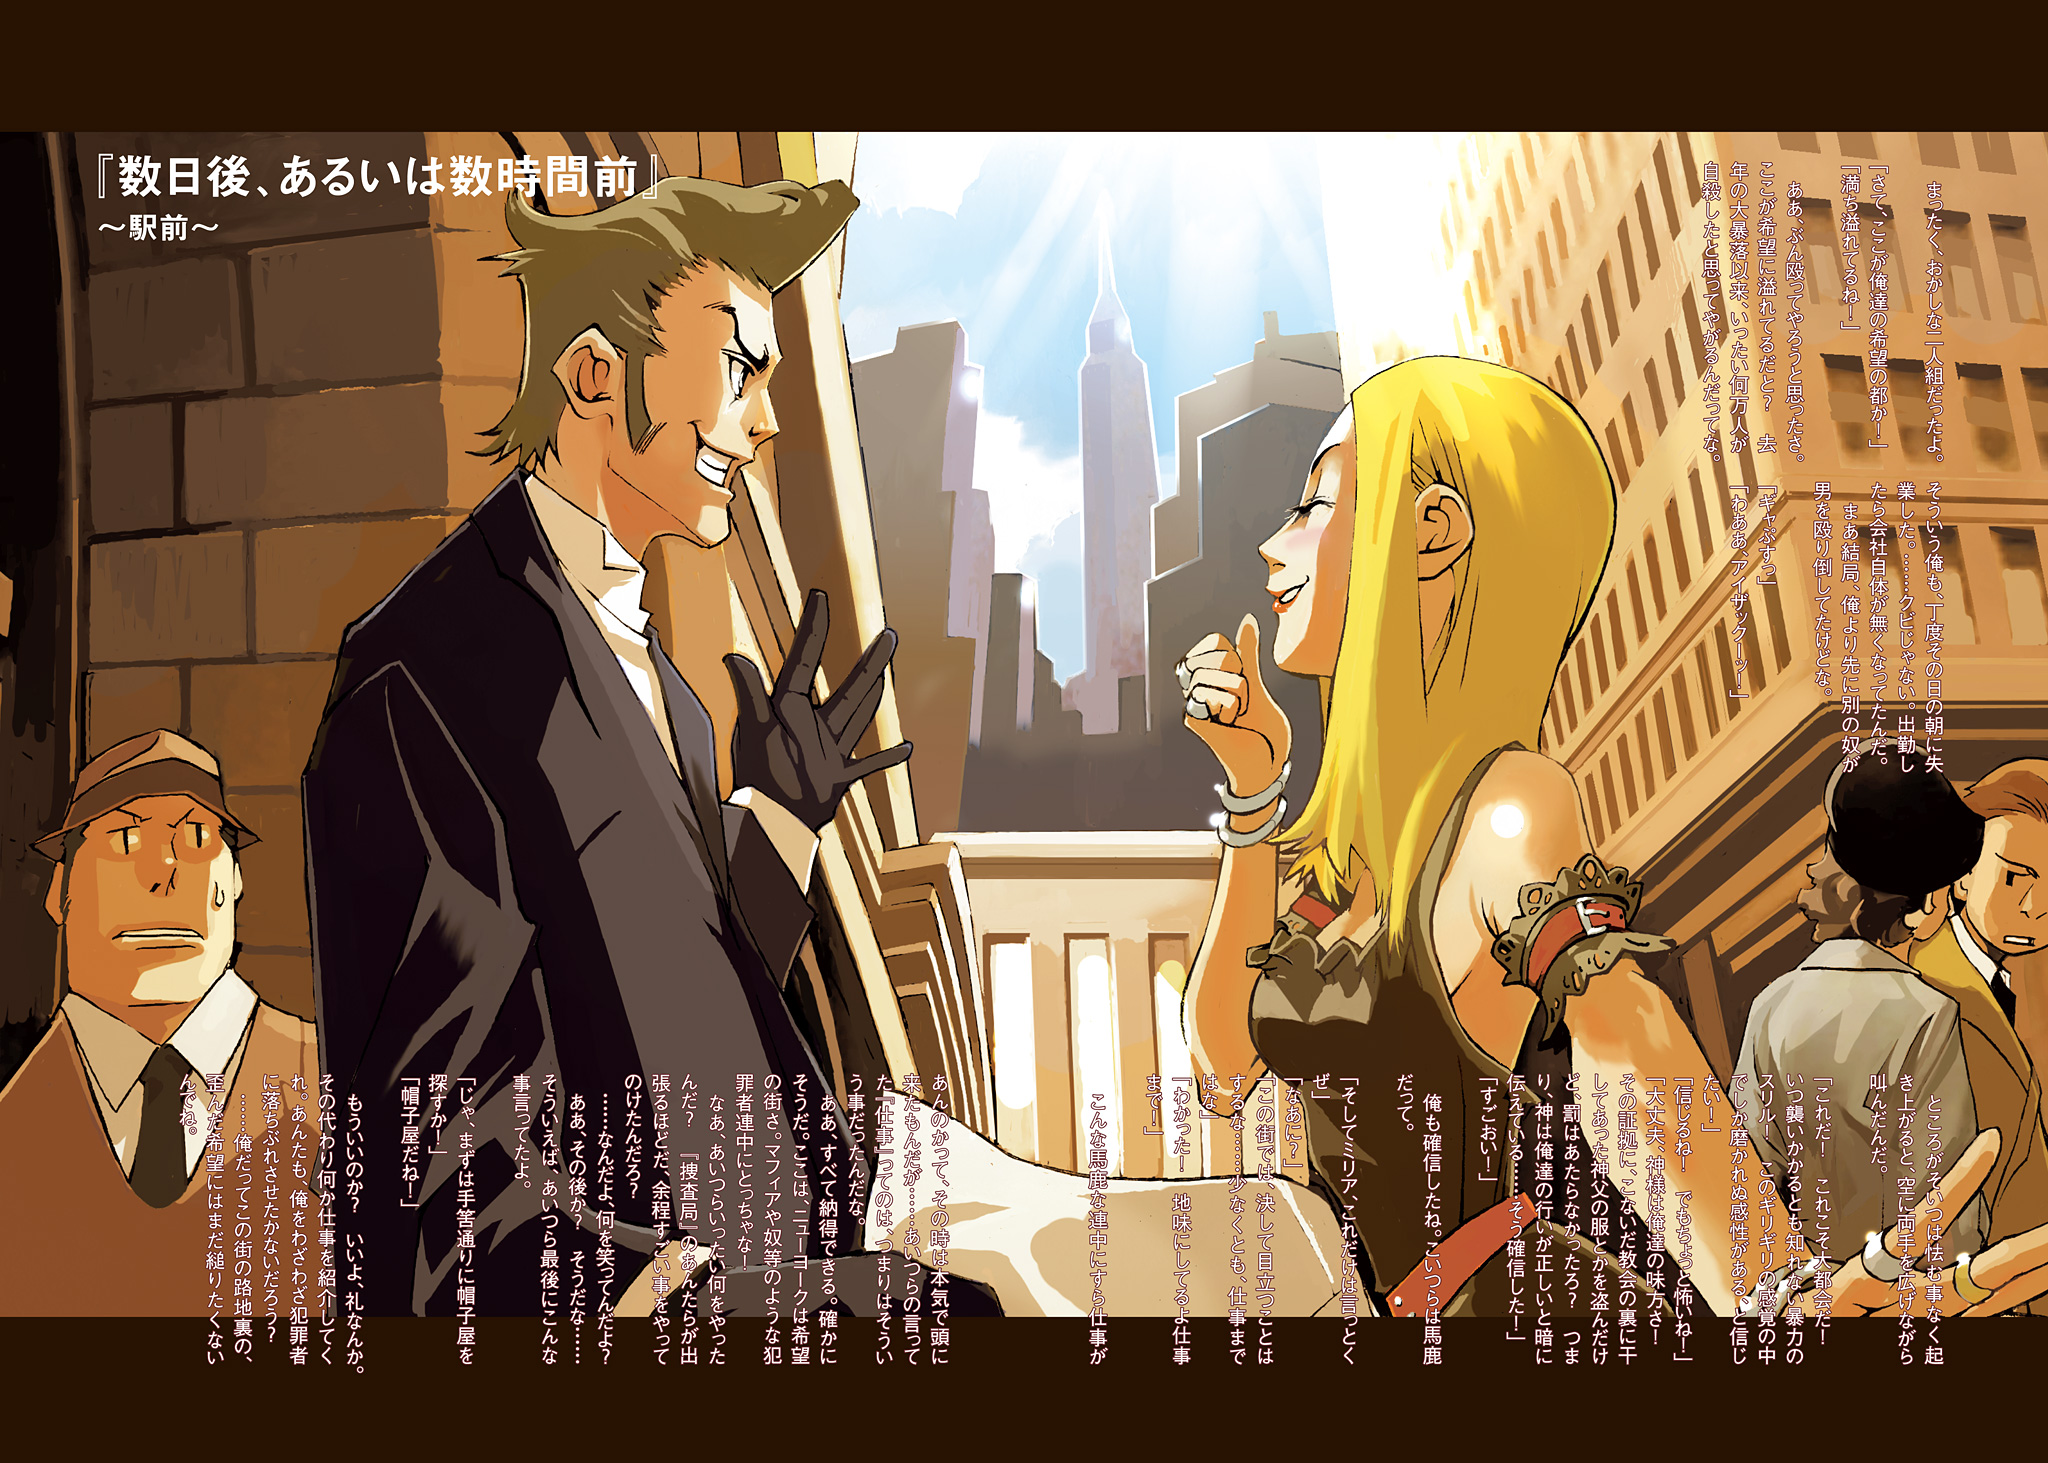 『数日後、あるいは数時間前』
～駅前～
まったく、おかしな二人組だったよ。
「さて、ここが俺達の希望の都か！」
「満ち溢れてるね！」
ああ、ぶん殴ってやろうと思ったさ。
ここが希望に溢れてるだと？　去
年の大暴落以来、いったい何万人が
自殺したと思ってやがるんだってな。
そういう俺も、丁度その日の朝に失
業した。……クビじゃない。出勤し
たら会社自体が無くなってたんだ。
まあ結局、俺より先に別の奴が
男を殴り倒してたけどな。
「ギャぷすっ」
「わああ、アイザックーッ！」
ところがそいつは怯む事なく起
き上がると、空に両手を広げながら
叫んだんだ。
「これだ！　これこそ大都会だ！
いつ襲いかかるとも知れない暴力の
スリル！　このギリギリの感覚の中
でしか磨かれぬ感性がある、と信じ
たい！」
「信じるね！　でもちょっと怖いね！」
「大丈夫、神様は俺達の味方さ！
その証拠に、こないだ教会の裏に干
してあった神父の服とかを盗んだけ
ど、罰はあたらなかったろ？　つま
り、神は俺達の行いが正しいと暗に
伝えている……そう確信した！」
「すごおい！」
俺も確信したね。こいつらは馬鹿
だって。
「そしてミリア、これだけは言っとく
ぜ」
「なあに？」
「この街では、決して目立つことは
するな……少なくとも、仕事まで
はな」
「わかった！　地味にしてるよ仕事
まで！」
こんな馬鹿な連中にすら仕事が
あんのかって、その時は本気で頭に
来たもんだが……あいつらの言って
た『仕事』ってのは、つまりはそうい
う事だったんだな。
ああ、すべて納得できる。確かに
そうだ。ここは、ニューヨークは希望
の街さ。マフィアや奴等のような犯
罪者連中にとっちゃな！
なあ、あいつらいったい何をやった
んだ？　『捜査局』のあんたらが出
張るほどだ、余程すごい事をやって
のけたんだろ？
……なんだよ、何を笑ってんだよ？
ああ、その後か？　そうだな……
そういえば、あいつら最後にこんな
事言ってたよ。
「じゃ、まずは手筈通りに帽子屋を
探すか！」
「帽子屋だね！」
もういいのか？　いいよ、礼なんか。
その代わり何か仕事を紹介してく
れ。あんたも、俺をわざわざ犯罪者
に落ちぶれさせたかないだろう？
……俺だってこの街の路地裏の、
歪んだ希望にはまだ縋りたくない
んでね。